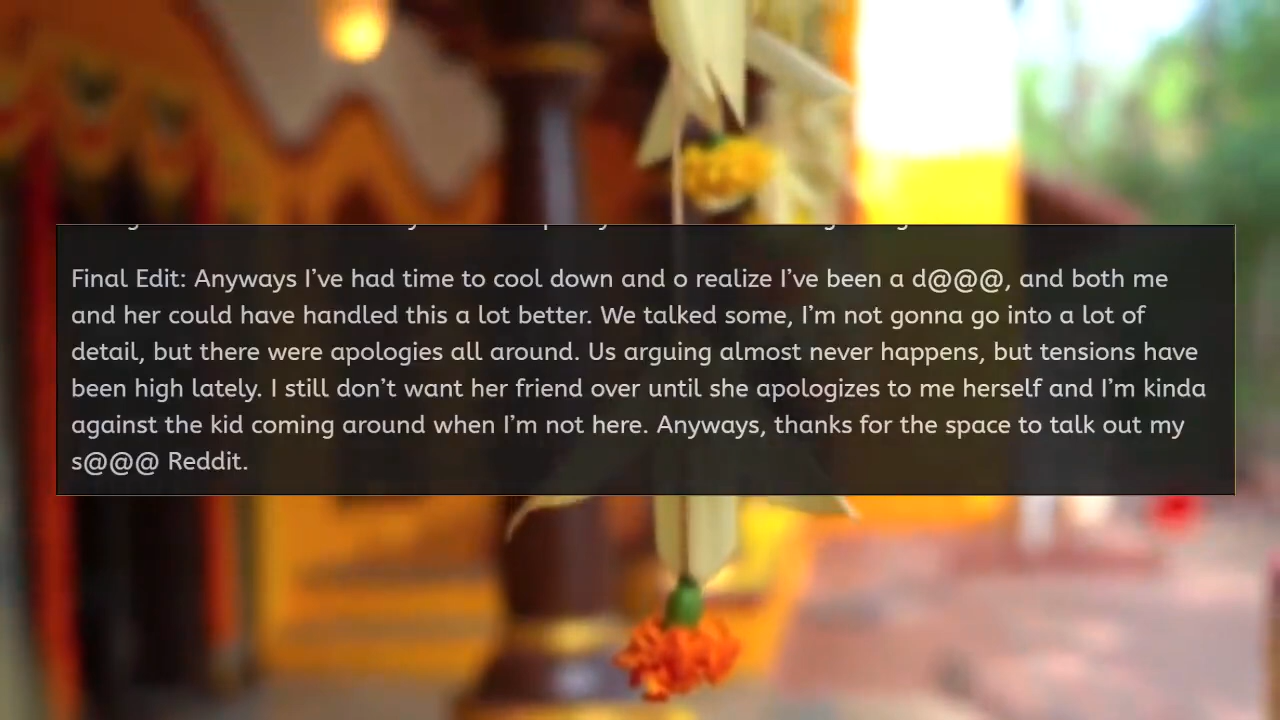 Final Edit: Anyways I've had time to cool down and o realize I've been a d@@@, and both me
and her could have handled this a lot better. We talked some, I'm not gonna go into a lot of
detail, but there were apologies all around. Us arguing almost never happens, but tensions have
been high lately. I still don't want her friend over until she apologizes to me herself and I'm kinda
against the kid coming around when I'm not here. Anyways, thanks for the space to talk out my
s@@@ Reddit.